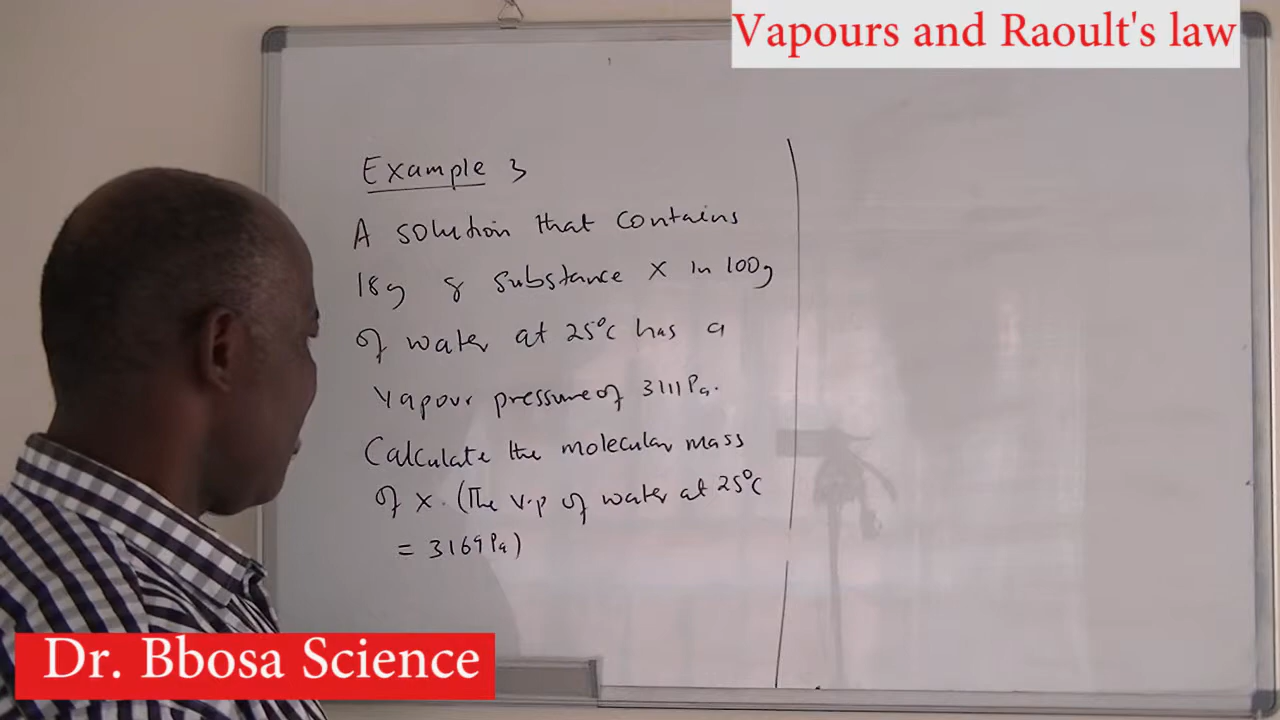 Vapours and Raoult's law
Example 3
A solution that contains
18g of substance X in 100g
of water at 25°C has a
vapour pressure of 3111Pa.
Calculate the molecular mass
of X. (The v.p of water at 25°C
= 3169Pa)
Dr. Bbosa Science